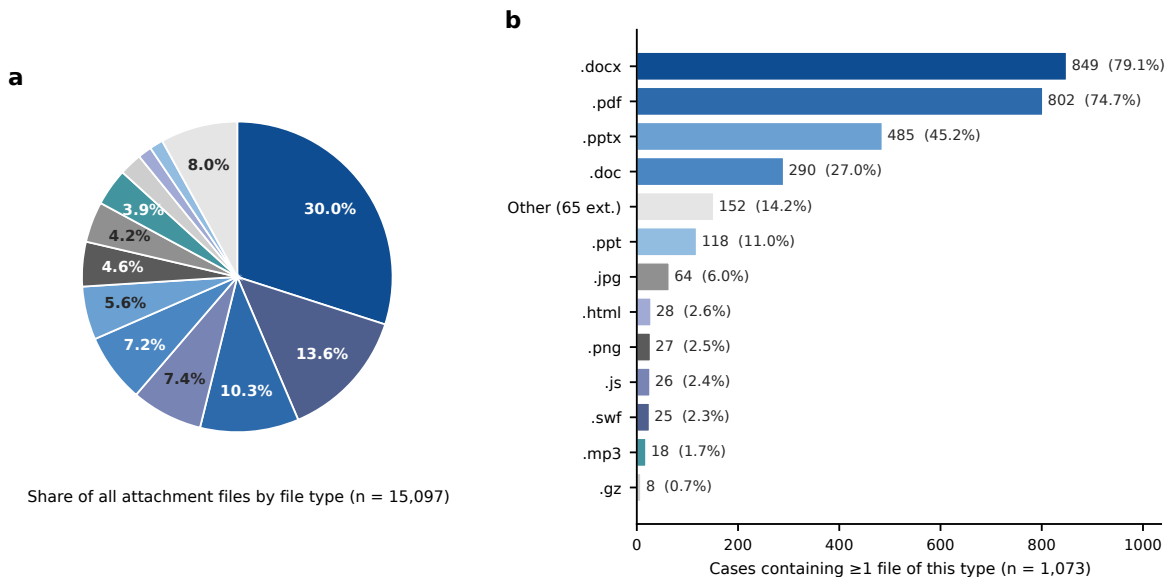 a
8.0%
30.0%
3.9%
4.2%
4.6%
5.6%
7.2%
7.4%
10.3%
13.6%
Share of all attachment files by file type (n = 15,097)
b
.docx 849 (79.1%)
.pdf 802 (74.7%)
.pptx 485 (45.2%)
.doc 290 (27.0%)
Other (65 ext.) 152 (14.2%)
.ppt 118 (11.0%)
.jpg 64 (6.0%)
.html 28 (2.6%)
.png 27 (2.5%)
.js 26 (2.4%)
.swf 25 (2.3%)
.mp3 18 (1.7%)
.gz 8 (0.7%)
0 200 400 600 800 1000
Cases containing ≥1 file of this type (n = 1,073)